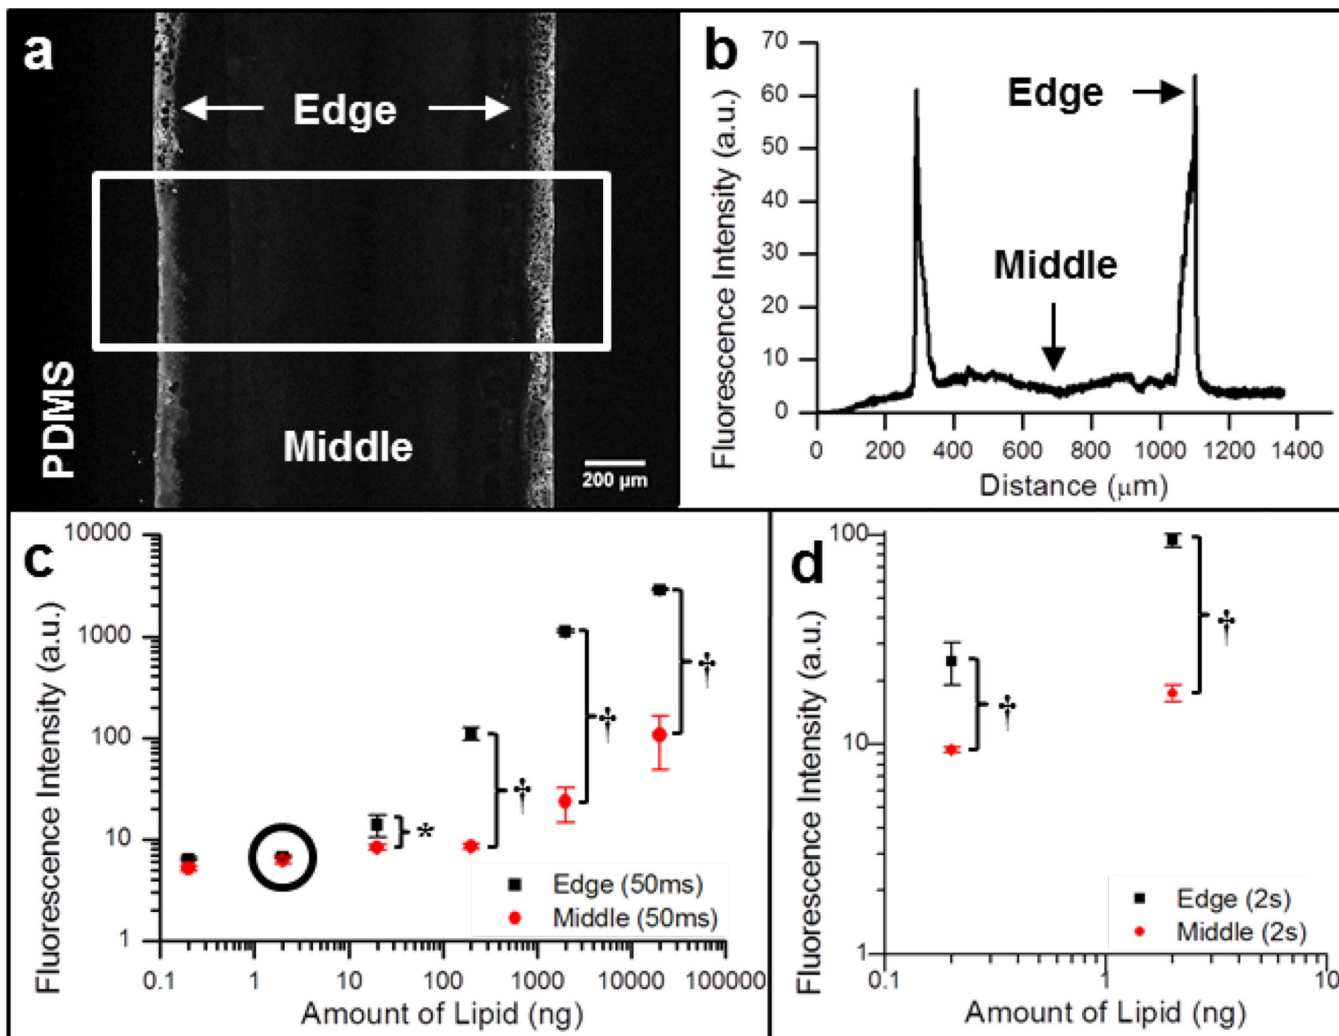 a
Edge
Middle
PDMS
200 µm
b
70
60
50
40
30
20
10
0
Fluorescence Intensity (a.u.)
Edge
Middle
0 200 400 600 800 1000 1200 1400
Distance (µm)
c
10000
1000
100
10
1
Fluorescence Intensity (a.u.)
†
†
†
*
Edge (50ms)
Middle (50ms)
0.1 1 10 100 1000 10000 100000
Amount of Lipid (ng)
d
100
10
1
Fluorescence Intensity (a.u.)
†
†
Edge (2s)
Middle (2s)
0.1 1 10
Amount of Lipid (ng)